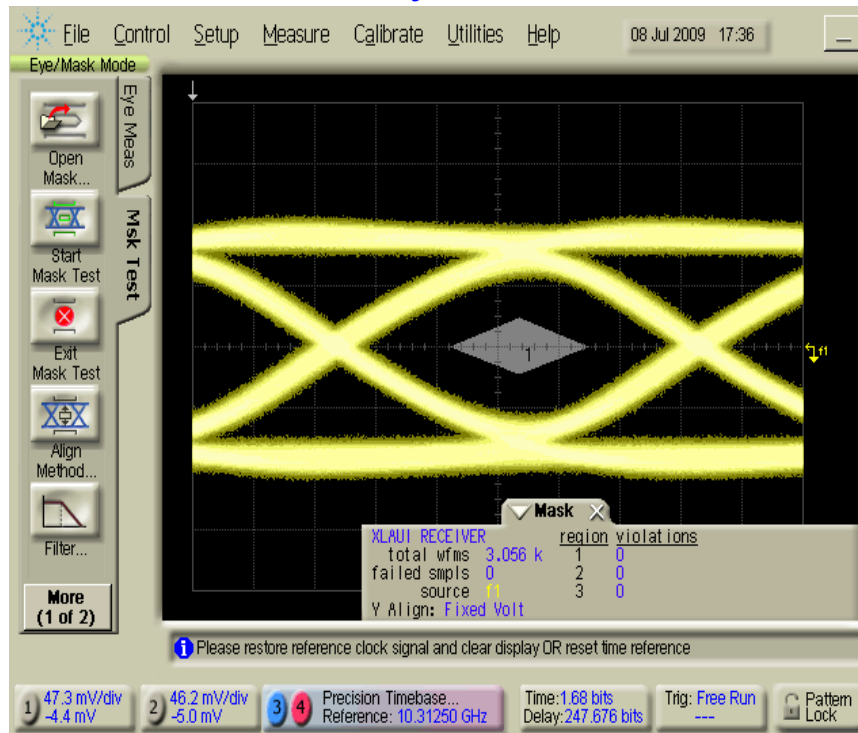 File Control Setup Measure Calibrate Utilities Help 08 Jul 2009 17:36
Eye/Mask Mode
Eye Meas
Msk Test
Open
Mask...
Start
Mask Test
Exit
Mask Test
Align
Method...
Filter...
More
(1 of 2)
1
f1
Mask
XLAUI RECEIVER region violations
total wfms 3.056 k 1 0
failed smpls 0 2 0
source f1 3 0
Y Align: Fixed Volt
Please restore reference clock signal and clear display OR reset time reference
1 47.3 mV/div
-4.4 mV
2 46.2 mV/div
-5.0 mV
3 4 Precision Timebase...
Reference: 10.31250 GHz
Time:1.68 bits
Delay:247.676 bits
Trig: Free Run
---
Pattern
Lock